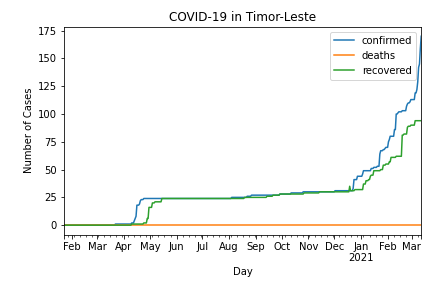 COVID-19 in Timor-Leste
confirmed
deaths
recovered
Number of Cases
175
150
125
100
75
50
25
0
Feb Mar Apr May Jun Jul Aug Sep Oct Nov Dec Jan Feb Mar
2021
Day